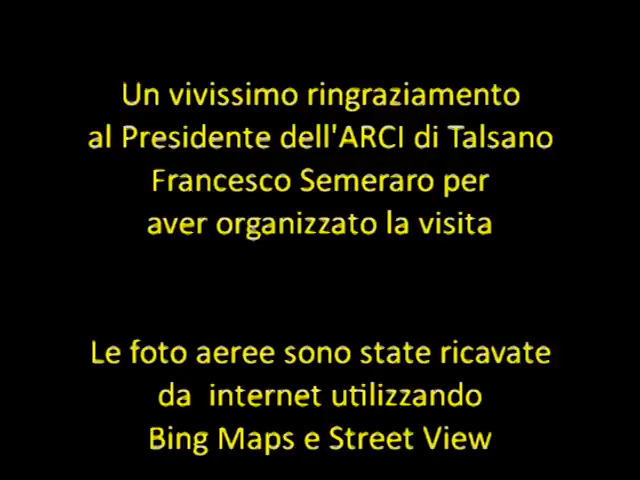 Un vivissimo ringraziamento
al Presidente dell'ARCI di Talsano
Francesco Semeraro per
aver organizzato la visita
Le foto aeree sono state ricavate
da  internet utilizzando
Bing Maps e Street View